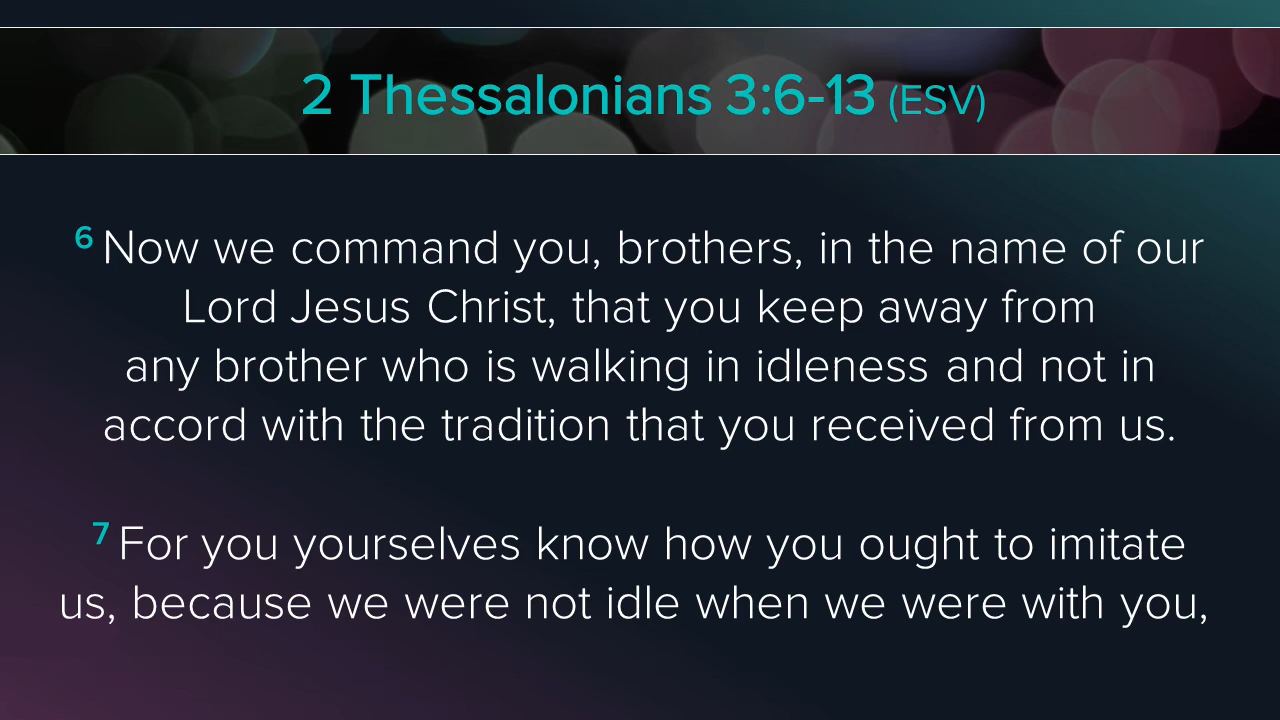 2 Thessalonians 3:6-13 (ESV)
6 Now we command you, brothers, in the name of our
Lord Jesus Christ, that you keep away from
any brother who is walking in idleness and not in
accord with the tradition that you received from us.
7 For you yourselves know how you ought to imitate
us, because we were not idle when we were with you,